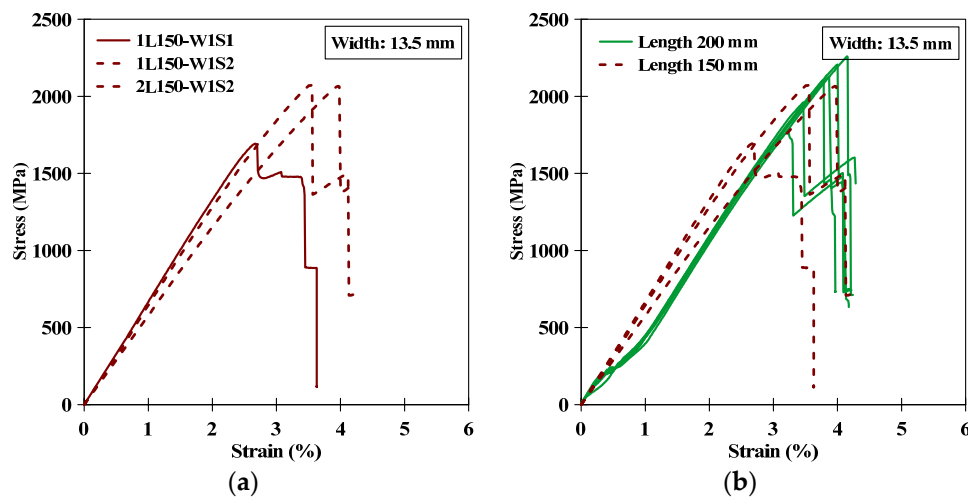 2500
2000
1500
1000
500
0
Stress (MPa)
1L150-W1S1
1L150-W1S2
2L150-W1S2
Width: 13.5 mm
0 1 2 3 4 5 6
Strain (%)
(a)
2500
2000
1500
1000
500
0
Stress (MPa)
Length 200 mm
Length 150 mm
Width: 13.5 mm
0 1 2 3 4 5 6
Strain (%)
(b)